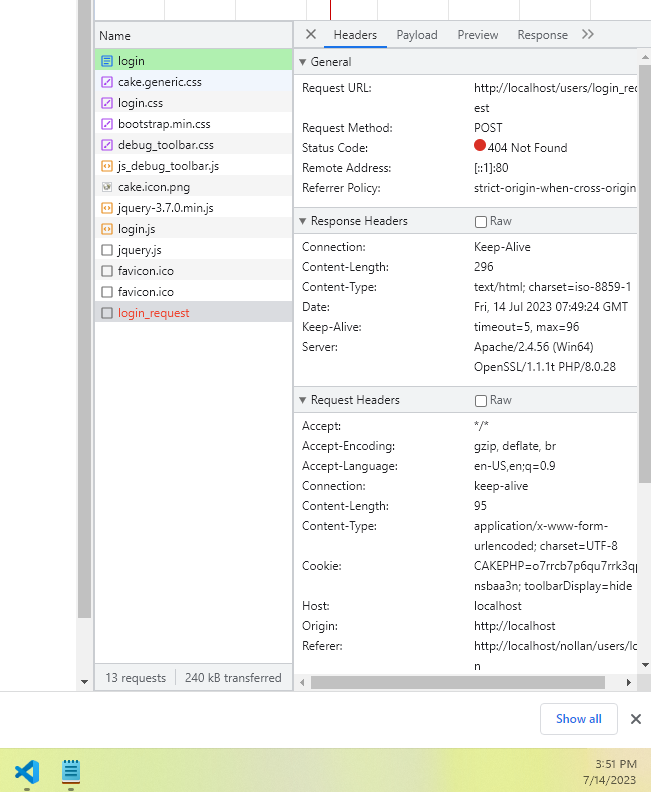 Name
login
cake.generic.css
login.css
bootstrap.min.css
debug_toolbar.css
js_debug_toolbar.js
cake.icon.png
jquery-3.7.0.min.js
login.js
jquery.js
favicon.ico
favicon.ico
login_request
13 requests 240 kB transferred
Headers Payload Preview Response
General
Request URL: http://localhost/users/login_req
est
Request Method: POST
Status Code: 404 Not Found
Remote Address: [::1]:80
Referrer Policy: strict-origin-when-cross-origin
Response Headers Raw
Connection: Keep-Alive
Content-Length: 296
Content-Type: text/html; charset=iso-8859-1
Date: Fri, 14 Jul 2023 07:49:24 GMT
Keep-Alive: timeout=5, max=96
Server: Apache/2.4.56 (Win64)
OpenSSL/1.1.1t PHP/8.0.28
Request Headers Raw
Accept: */*
Accept-Encoding: gzip, deflate, br
Accept-Language: en-US,en;q=0.9
Connection: keep-alive
Content-Length: 95
Content-Type: application/x-www-form-
urlencoded; charset=UTF-8
Cookie: CAKEPHP=o7rrcb7p6qu7rrk3qp
nsbaa3n; toolbarDisplay=hide
Host: localhost
Origin: http://localhost
Referer: http://localhost/nollan/users/lo
n
Show all
3:51 PM
7/14/2023